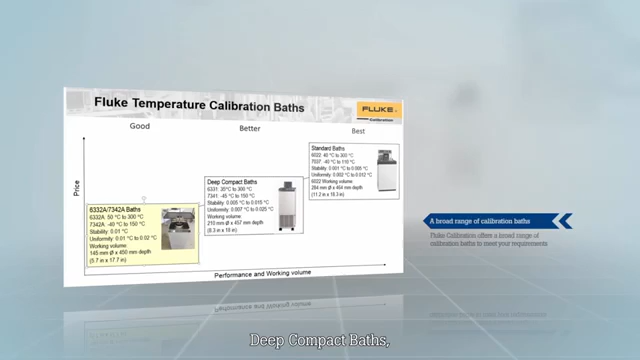 Fluke Temperature Calibration Baths
FLUKE
Calibration
Good
Better
Best
Price
Standard Baths
6022: 40 °C to 300 °C
7037: -40 °C to 110 °C
Stability: 0.001 °C to 0.005 °C
Uniformity: 0.002 °C to 0.012 °C
6022 Working volume
284 mm Ø x 464 mm depth
(11.2 in x 18.3 in)
Deep Compact Baths
6331: 35°C to 300 °C
7341: -45 °C to 150 °C
Stability: 0.005 °C to 0.015 °C
Uniformity: 0.007 °C to 0.025 °C
Working volume
210 mm Ø x 457 mm depth
(8.3 in x 18 in)
6332A/7342A Baths
6332A: 50 °C to 300 °C
7342A: -40 °C to 150 °C
Stability: 0.01 °C
Uniformity: 0.01 °C to 0.02 °C
Working volume:
145 mm Ø x 450 mm depth
(5.7 in x 17.7 in)
Performance and Working volume
A broad range of calibration baths
Fluke Calibration offers a broad range of
calibration baths to meet your requirements
Deep Compact Baths,